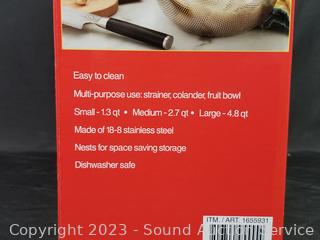 Easy to clean
Multi-purpose use: strainer, colander, fruit bowl
Small - 1.3 qt • Medium - 2.7 qt • Large - 4.8 qt
Made of 18-8 stainless steel
Nests for space saving storage
Dishwasher safe
ITM. / ART. 1655931
Copyright 2023 - Sound Auction Service